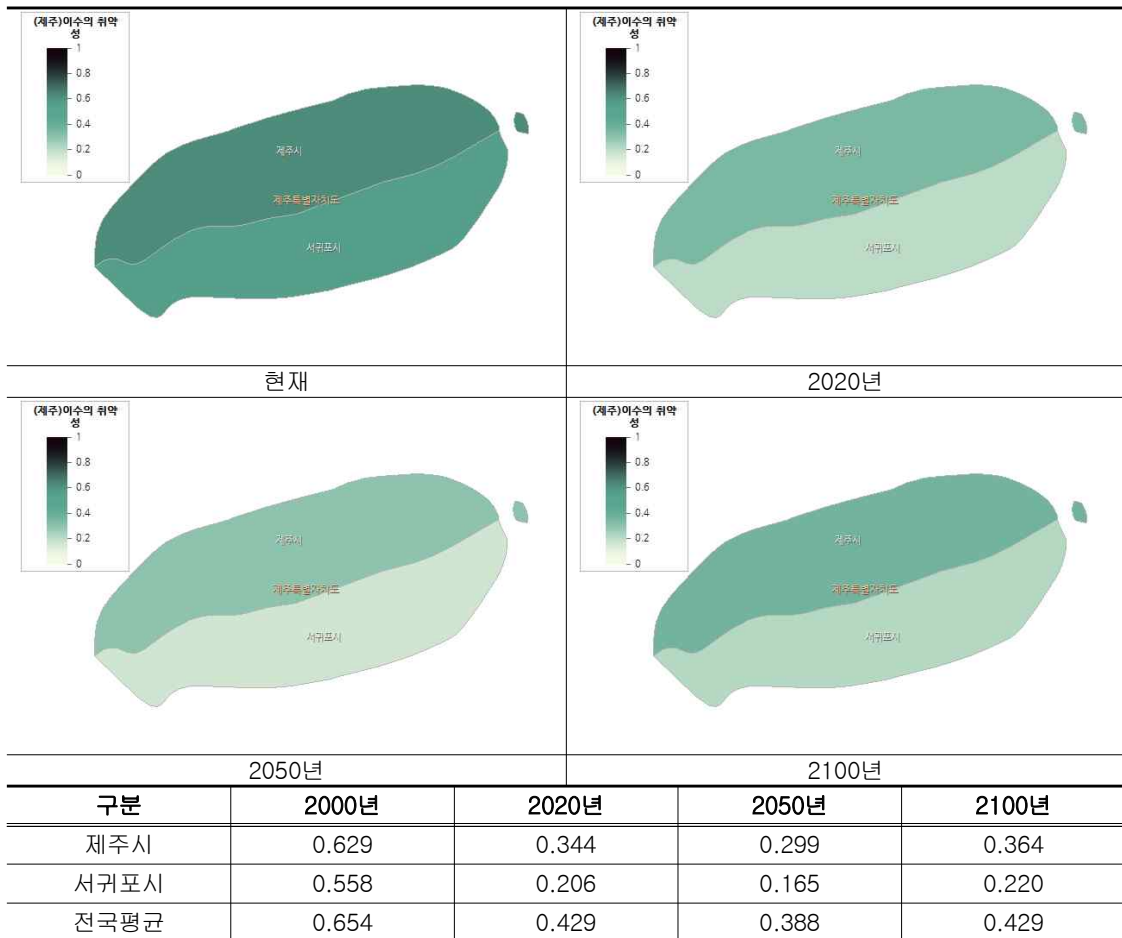 (제주)이수의 취약
성
1
0.8
0.6
0.4
0.2
0
제주시
제주특별자치도
서귀포시
(제주)이수의 취약
성
1
0.8
0.6
0.4
0.2
0
제주시
제주특별자치도
서귀포시
현재 2020년
(제주)이수의 취약
성
1
0.8
0.6
0.4
0.2
0
제주시
제주특별자치도
서귀포시
(제주)이수의 취약
성
1
0.8
0.6
0.4
0.2
0
제주시
제주특별자치도
서귀포시
2050년 2100년
구분 2000년 2020년 2050년 2100년
제주시 0.629 0.344 0.299 0.364
서귀포시 0.558 0.206 0.165 0.220
전국평균 0.654 0.429 0.388 0.429